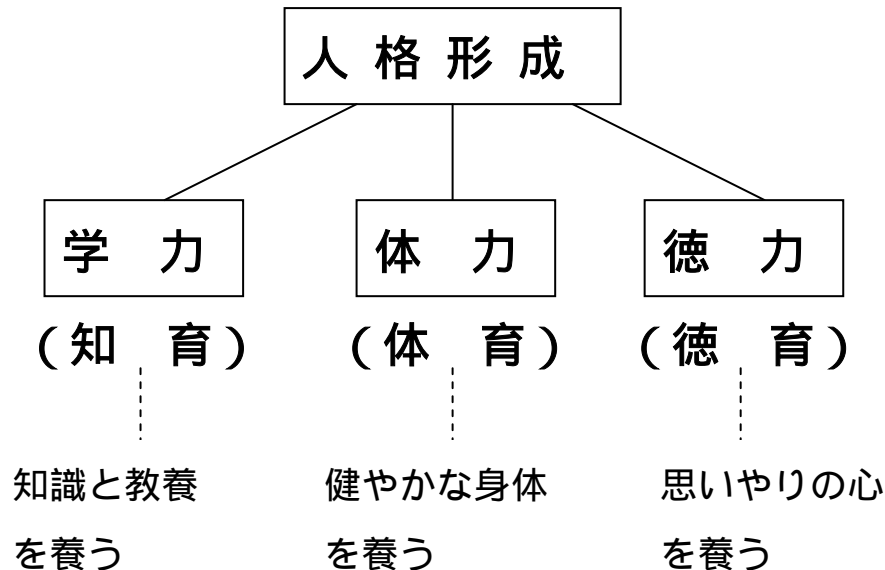 人格形成
学力
体力
徳力
(知育)
(体育)
(徳育)
知識と教養
を養う
健やかな身体
を養う
思いやりの心
を養う